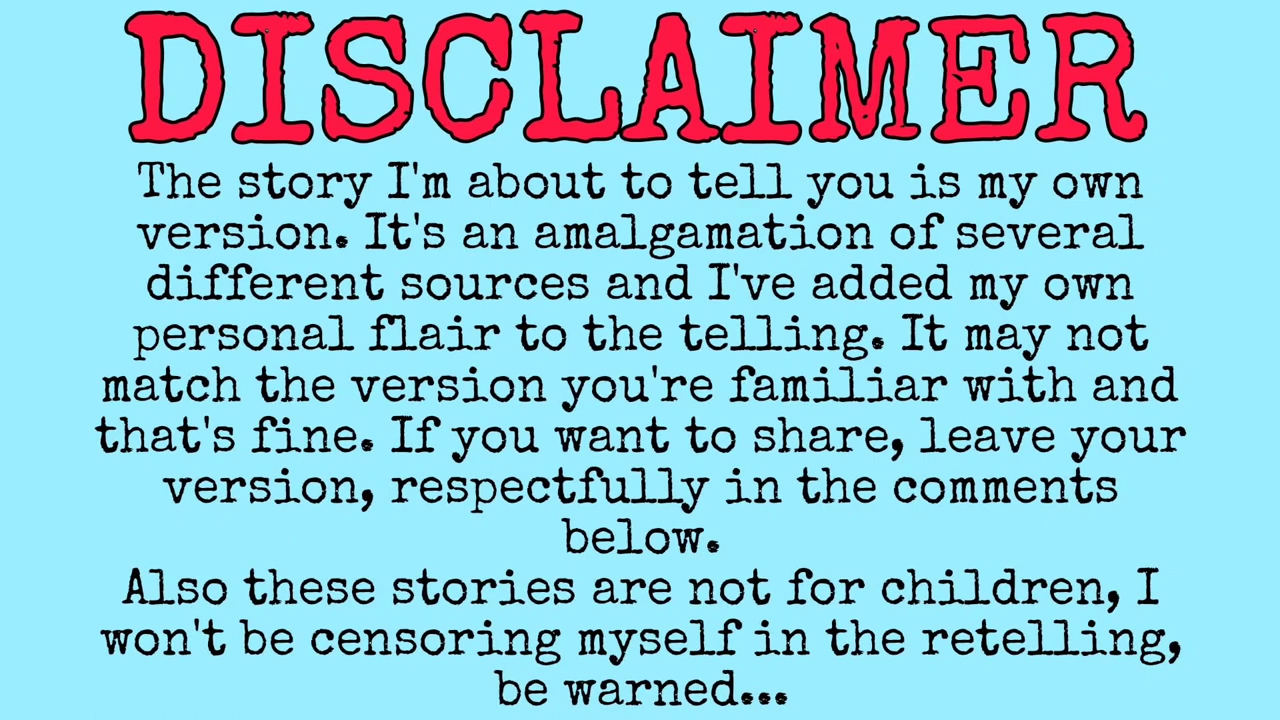 DISCLAIMER
The story I'm about to tell you is my own
version. It's an amalgamation of several
different sources and I've added my own
personal flair to the telling. It may not
match the version you're familiar with and
that's fine. If you want to share, leave your
version, respectfully in the comments
below.
Also these stories are not for children, I
won't be censoring myself in the retelling,
be warned...